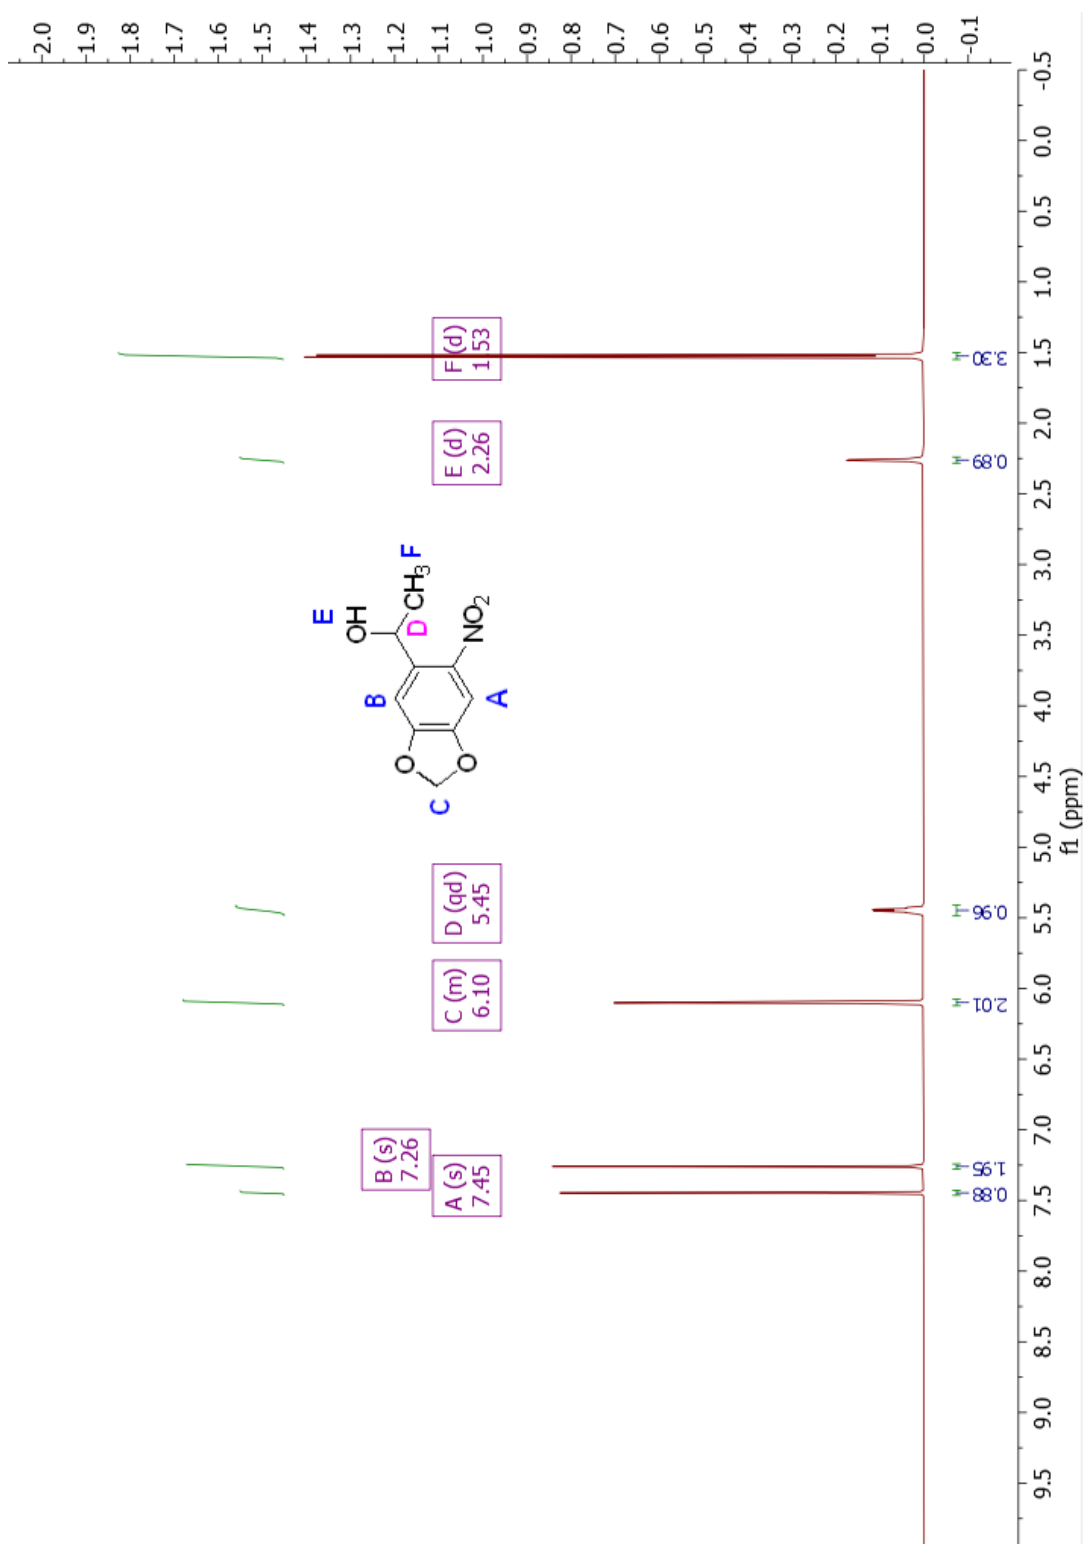 2.0
1.9
1.8
1.7
1.6
1.5
1.4
1.3
1.2
1.1
1.0
0.9
0.8
0.7
0.6
0.5
0.4
0.3
0.2
0.1
0.0
-0.1
B (s)
7.26
A (s)
7.45
C (m)
6.10
D (qd)
5.45
E (d)
2.26
F (d)
1.53
E
OH
B
D
CH3
F
O
O
NO2
C
A
0.88
1.95
2.01
0.96
0.89
3.30
9.5 9.0 8.5 8.0 7.5 7.0 6.5 6.0 5.5 5.0 4.5 4.0 3.5 3.0 2.5 2.0 1.5 1.0 0.5 0.0 -0.5
f1 (ppm)